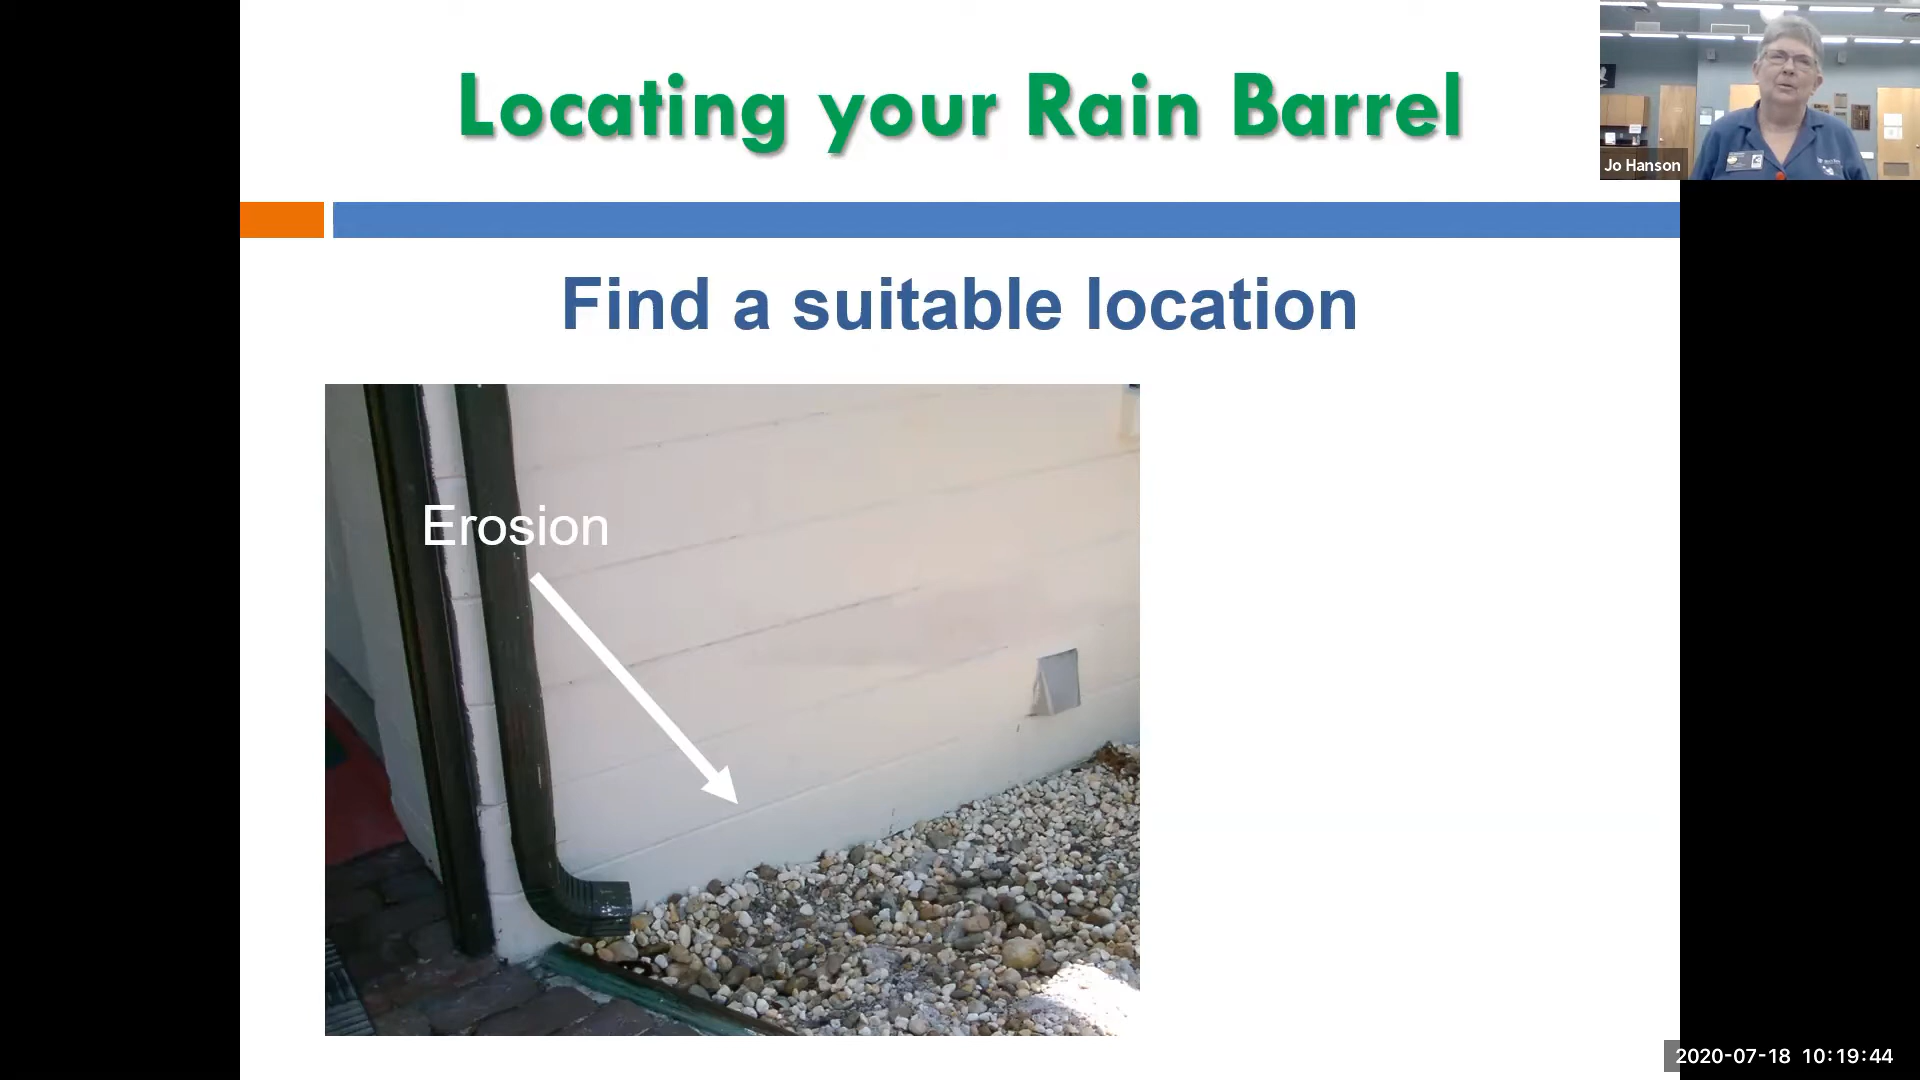 Locating your Rain Barrel
Jo Hanson
Find a suitable location
Erosion
2020-07-18 10:19:44